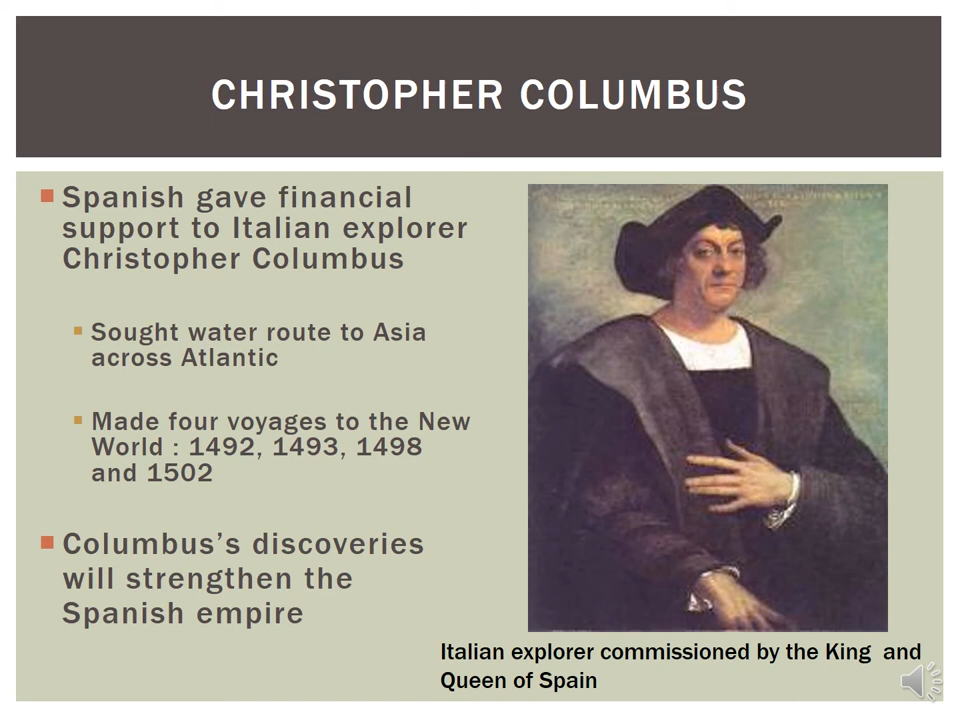 CHRISTOPHER COLUMBUS
Spanish gave financial
support to Italian explorer
Christopher Columbus
Sought water route to Asia
across Atlantic
Made four voyages to the New
World : 1492, 1493, 1498
and 1502
Columbus’s discoveries
will strengthen the
Spanish empire
Italian explorer commissioned by the King  and
Queen of Spain